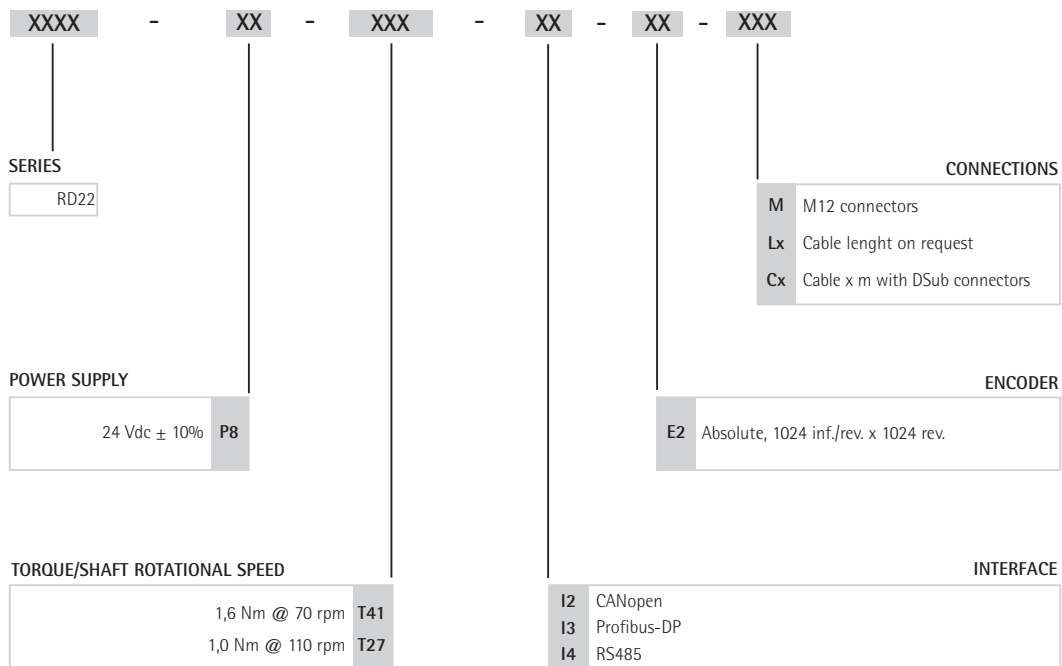 XXXX - XX - XXX - XX - XX - XXX
SERIES
RD22
CONNECTIONS
M M12 connectors
Lx Cable lenght on request
Cx Cable x m with DSub connectors
POWER SUPPLY
24 Vdc ± 10% P8
ENCODER
E2 Absolute, 1024 inf./rev. x 1024 rev.
TORQUE/SHAFT ROTATIONAL SPEED
1,6 Nm @ 70 rpm T41
1,0 Nm @ 110 rpm T27
INTERFACE
I2 CANopen
I3 Profibus-DP
I4 RS485